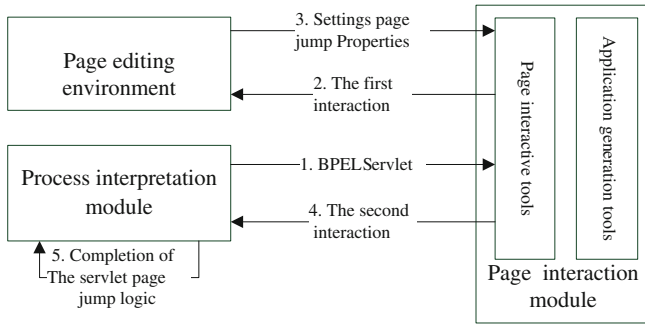 3. Settings page
jump Properties
Page editing
environment
2. The first
interaction
1. BPELServlet
Process interpretation
module
4. The second
interaction
5. Completion of
The servlet page
jump logic
Page interactive tools
Application generation tools
Page interaction
module